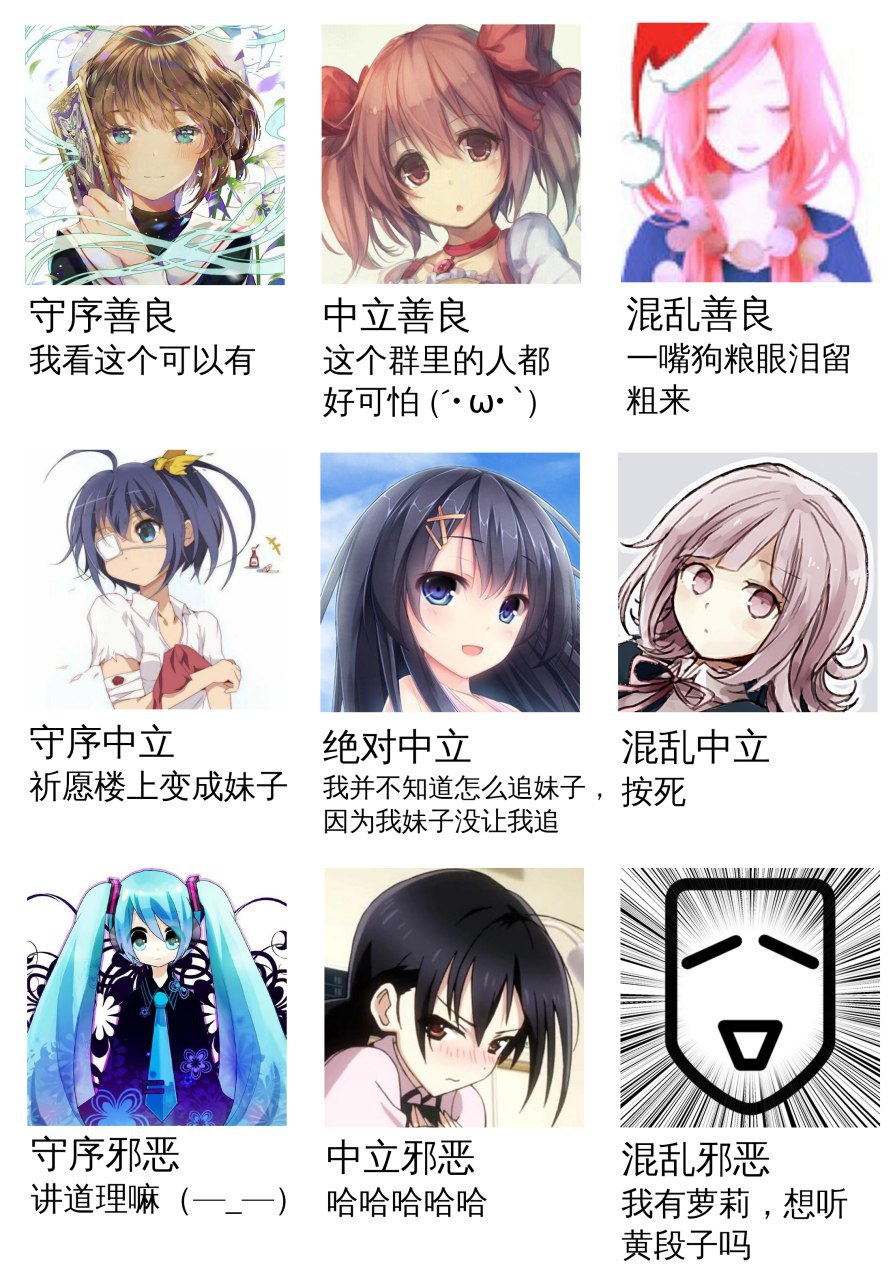 守序善良
我看这个可以有
中立善良
这个群里的人都
好可怕 (´・ω・`)
混乱善良
一嘴狗粮眼泪留
粗来
守序中立
祈愿楼上变成妹子
绝对中立
我并不知道怎么追妹子，
因为我妹子没让我追
混乱中立
按死
守序邪恶
讲道理嘛（—_—）
中立邪恶
哈哈哈哈哈
混乱邪恶
我有萝莉，想听
黄段子吗